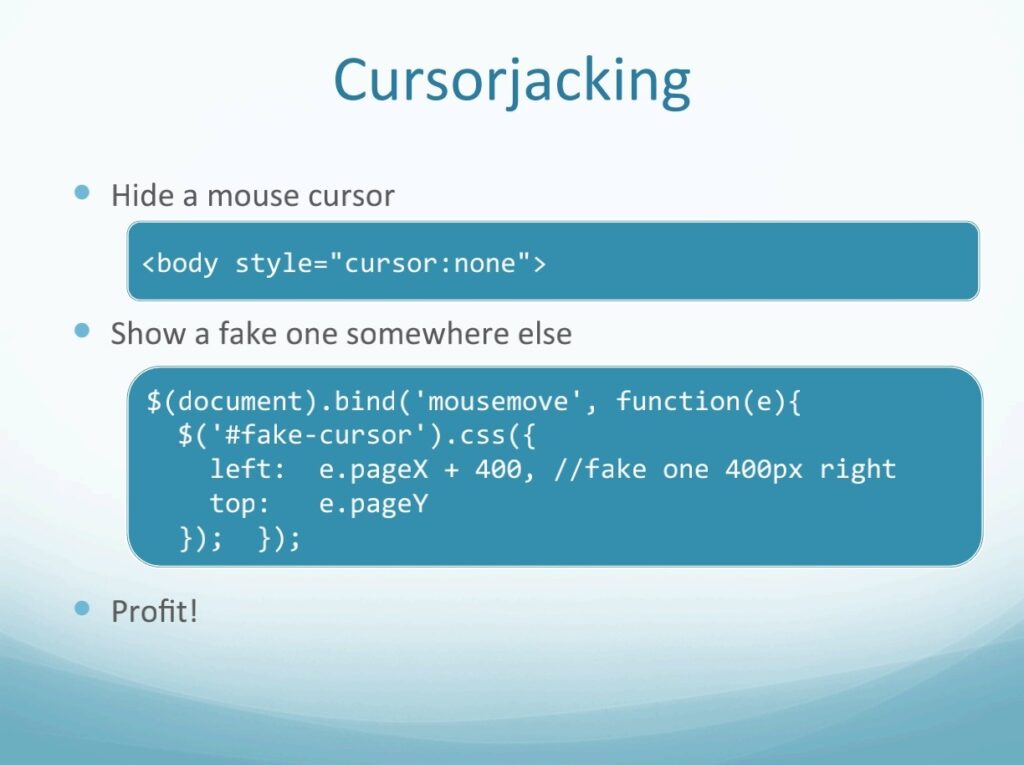 Cursorjacking
Hide a mouse cursor
<body style="cursor:none">
Show a fake one somewhere else
$(document).bind('mousemove', function(e){
$('#fake-cursor').css({
left: e.pageX + 400, //fake one 400px right
top: e.pageY
}); });
Profit!